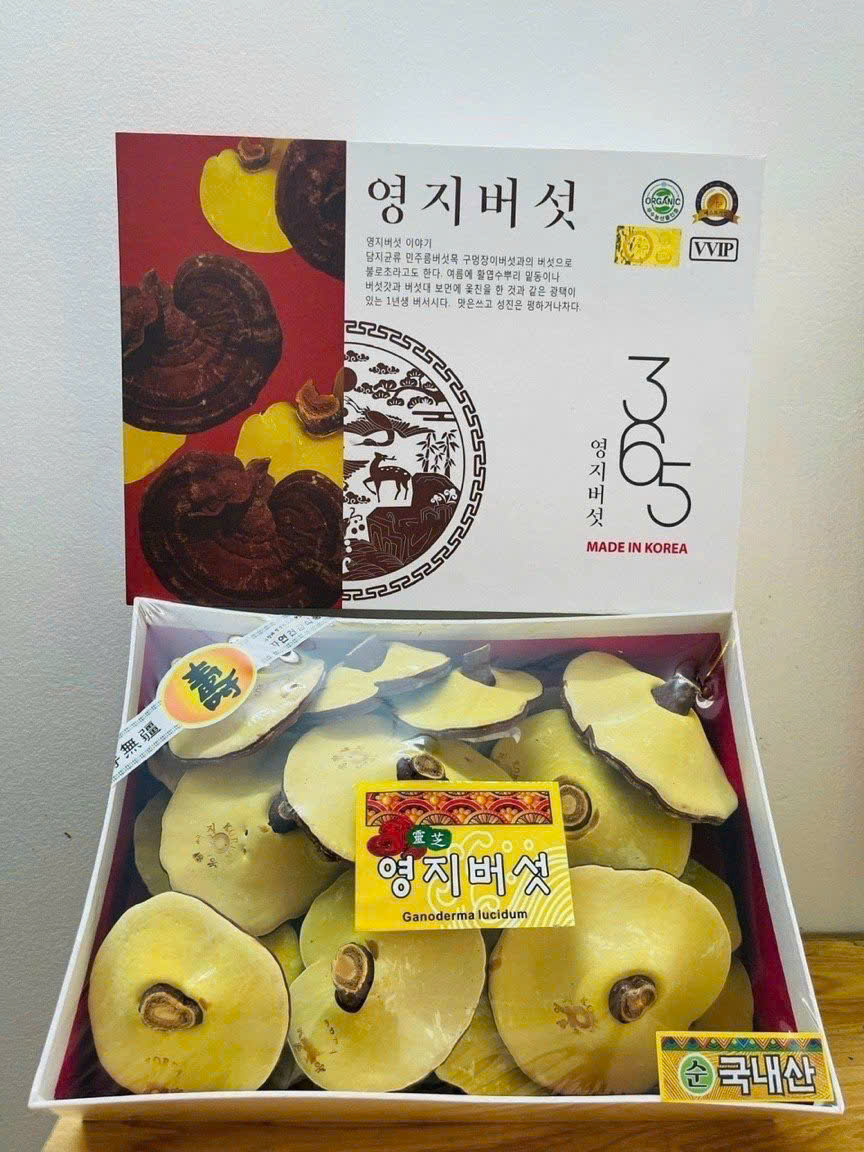 영지버섯
영지버섯 이야기
담자균류 민주름버섯목 구멍장이버섯과의 버섯으로
불로초라고도 한다. 여름에 활엽수뿌리 밑동이나
버섯갓과 버섯대 보면에 옻친을 한 것과 같은 광택이
있는 1년생 버서시다. 맛은쓰고 성진은 평하거나차다.
ORGANIC
VVIP
365
영지버섯
MADE IN KOREA
壽
無疆
靈芝
영지버섯
Ganoderma lucidum
순 국내산